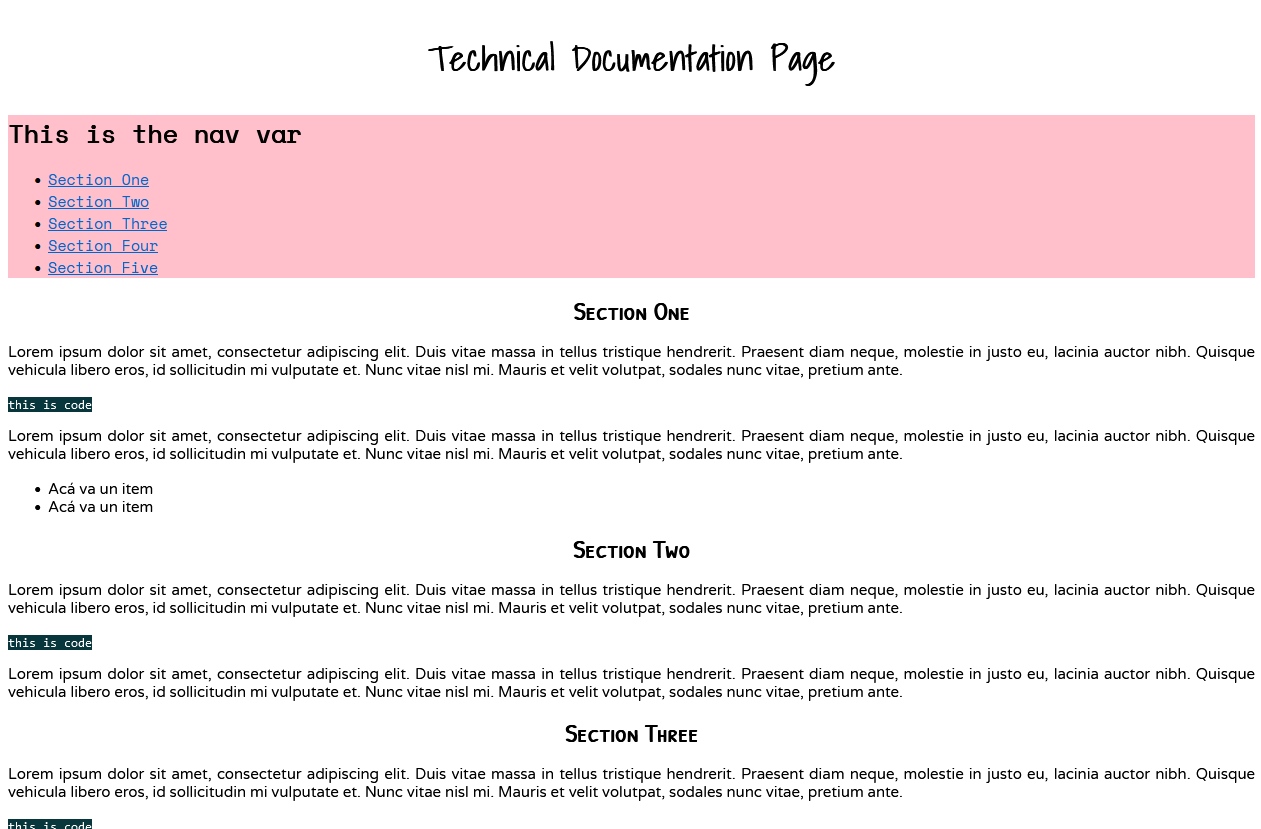 Technical Documentation Page
This is the nav var
Section One
Section Two
Section Three
Section Four
Section Five
Section One
Lorem ipsum dolor sit amet, consectetur adipiscing elit. Duis vitae massa in tellus tristique hendrerit. Praesent diam neque, molestie in justo eu, lacinia auctor nibh. Quisque
vehicula libero eros, id sollicitudin mi vulputate et. Nunc vitae nisl mi. Mauris et velit volutpat, sodales nunc vitae, pretium ante.
this is code
Lorem ipsum dolor sit amet, consectetur adipiscing elit. Duis vitae massa in tellus tristique hendrerit. Praesent diam neque, molestie in justo eu, lacinia auctor nibh. Quisque
vehicula libero eros, id sollicitudin mi vulputate et. Nunc vitae nisl mi. Mauris et velit volutpat, sodales nunc vitae, pretium ante.
Acá va un item
Acá va un item
Section Two
Lorem ipsum dolor sit amet, consectetur adipiscing elit. Duis vitae massa in tellus tristique hendrerit. Praesent diam neque, molestie in justo eu, lacinia auctor nibh. Quisque
vehicula libero eros, id sollicitudin mi vulputate et. Nunc vitae nisl mi. Mauris et velit volutpat, sodales nunc vitae, pretium ante.
this is code
Lorem ipsum dolor sit amet, consectetur adipiscing elit. Duis vitae massa in tellus tristique hendrerit. Praesent diam neque, molestie in justo eu, lacinia auctor nibh. Quisque
vehicula libero eros, id sollicitudin mi vulputate et. Nunc vitae nisl mi. Mauris et velit volutpat, sodales nunc vitae, pretium ante.
Section Three
Lorem ipsum dolor sit amet, consectetur adipiscing elit. Duis vitae massa in tellus tristique hendrerit. Praesent diam neque, molestie in justo eu, lacinia auctor nibh. Quisque
vehicula libero eros, id sollicitudin mi vulputate et. Nunc vitae nisl mi. Mauris et velit volutpat, sodales nunc vitae, pretium ante.
this is code